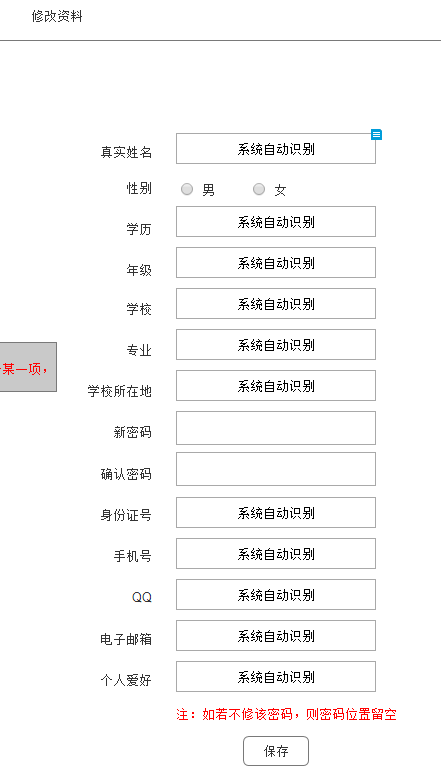 修改资料
真实姓名 系统自动识别
性别 男 女
学历 系统自动识别
年级 系统自动识别
学校 系统自动识别
专业 系统自动识别
某一项，
学校所在地 系统自动识别
新密码
确认密码
身份证号 系统自动识别
手机号 系统自动识别
QQ 系统自动识别
电子邮箱 系统自动识别
个人爱好 系统自动识别
注：如若不修该密码，则密码位置留空
保存